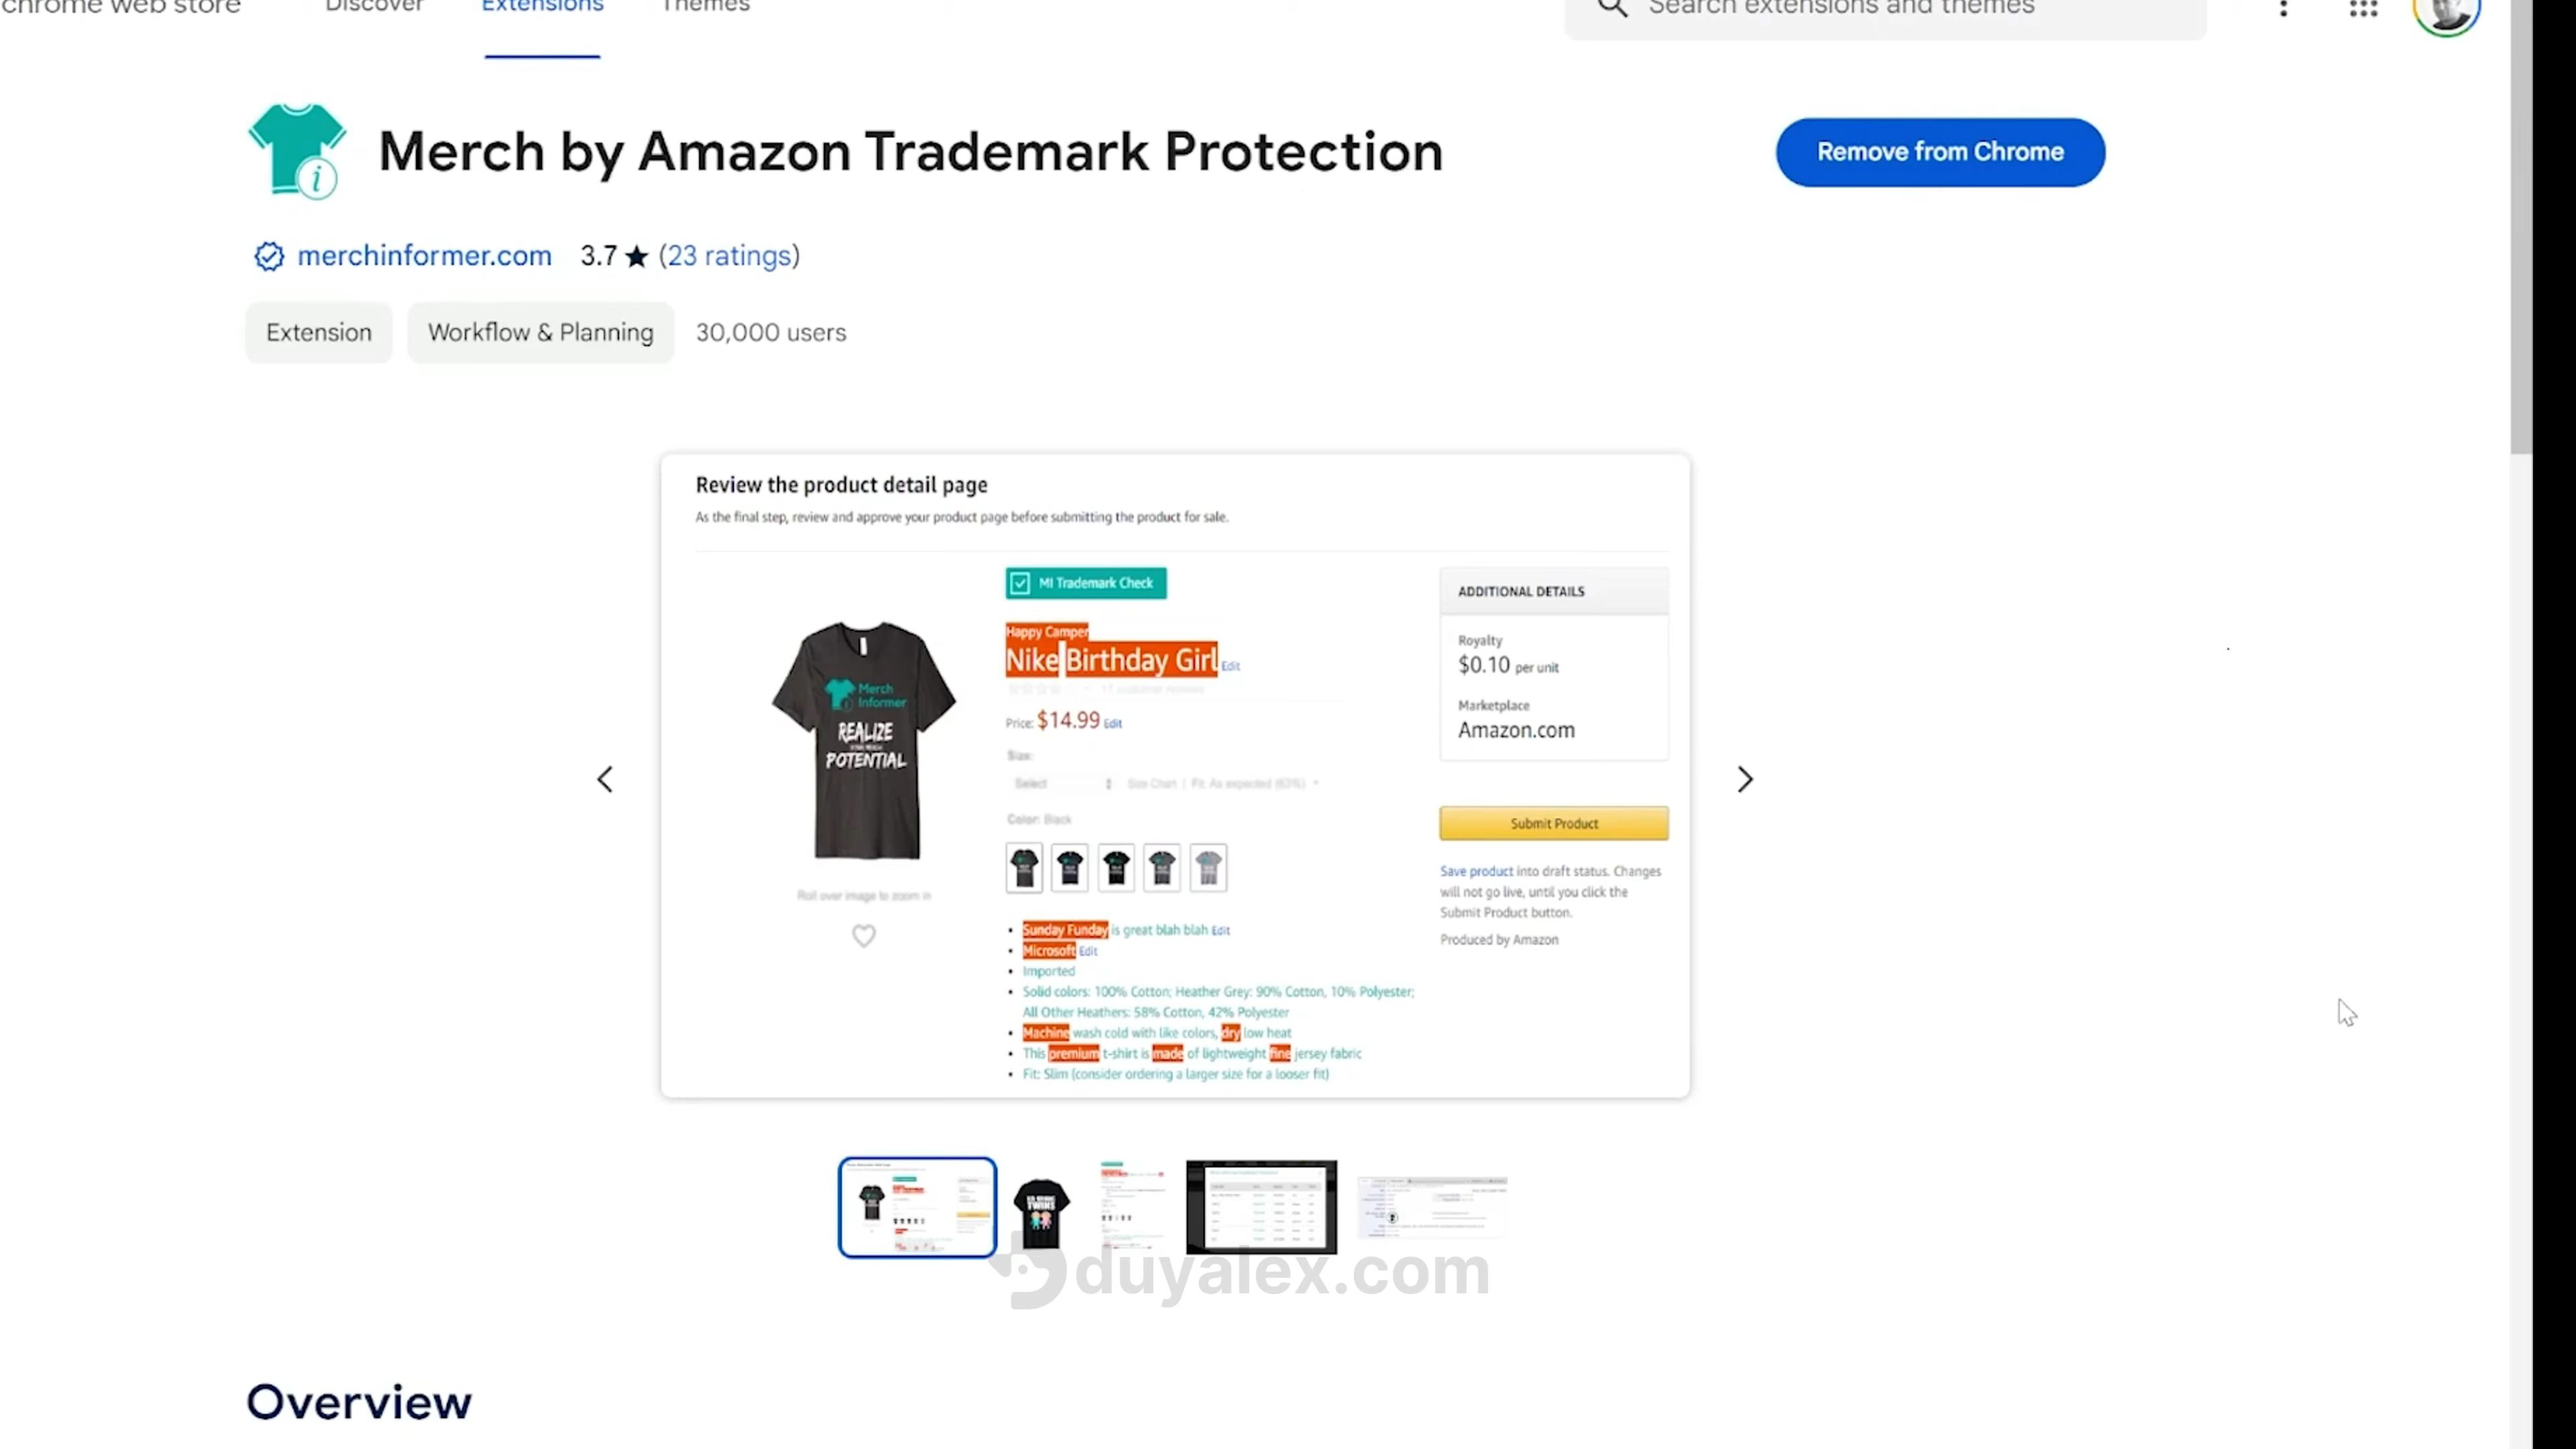 chrome web store
Discover
Extensions
Themes
Search extensions and themes
Merch by Amazon Trademark Protection
Remove from Chrome
merchinformer.com 3.7 ★ (23 ratings)
Extension
Workflow & Planning
30,000 users
Review the product detail page
As the final step, review and approve your product page before submitting the product for sale.
MI Trademark Check
Happy Camper
Nike Birthday Girl Edit
11 customer reviews
Price: $14.99 Edit
Size:
Select
Size Chart | Fit: As expected (63%)
Color: Black
Merch
Informer
REALIZE
POTENTIAL
Roll over image to zoom in
• Sunday Funday is great blah blah Edit
• Microsoft Edit
• Imported
• Solid colors: 100% Cotton; Heather Grey: 90% Cotton, 10% Polyester;
All Other Heathers: 58% Cotton, 42% Polyester
• Machine wash cold with like colors, dry low heat
• This premium t-shirt is made of lightweight fine jersey fabric
• Fit: Slim (consider ordering a larger size for a looser fit)
ADDITIONAL DETAILS
Royalty
$0.10 per unit
Marketplace
Amazon.com
Submit Product
Save product into draft status. Changes
will not go live, until you click the
Submit Product button.
Produced by Amazon
TWINS
duyalex.com
Overview